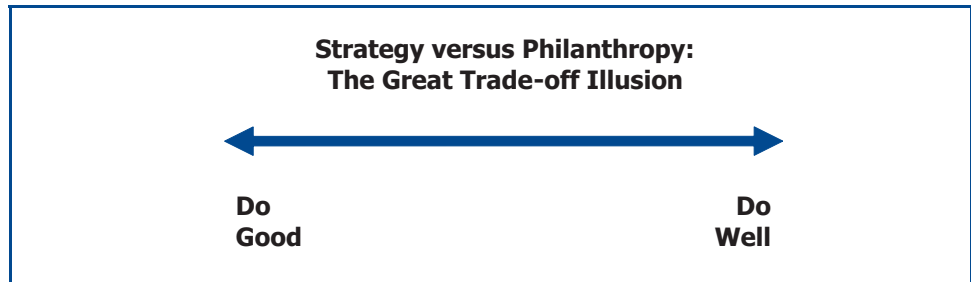 Strategy versus Philanthropy:
The Great Trade-off Illusion
Do
Good
Do
Well